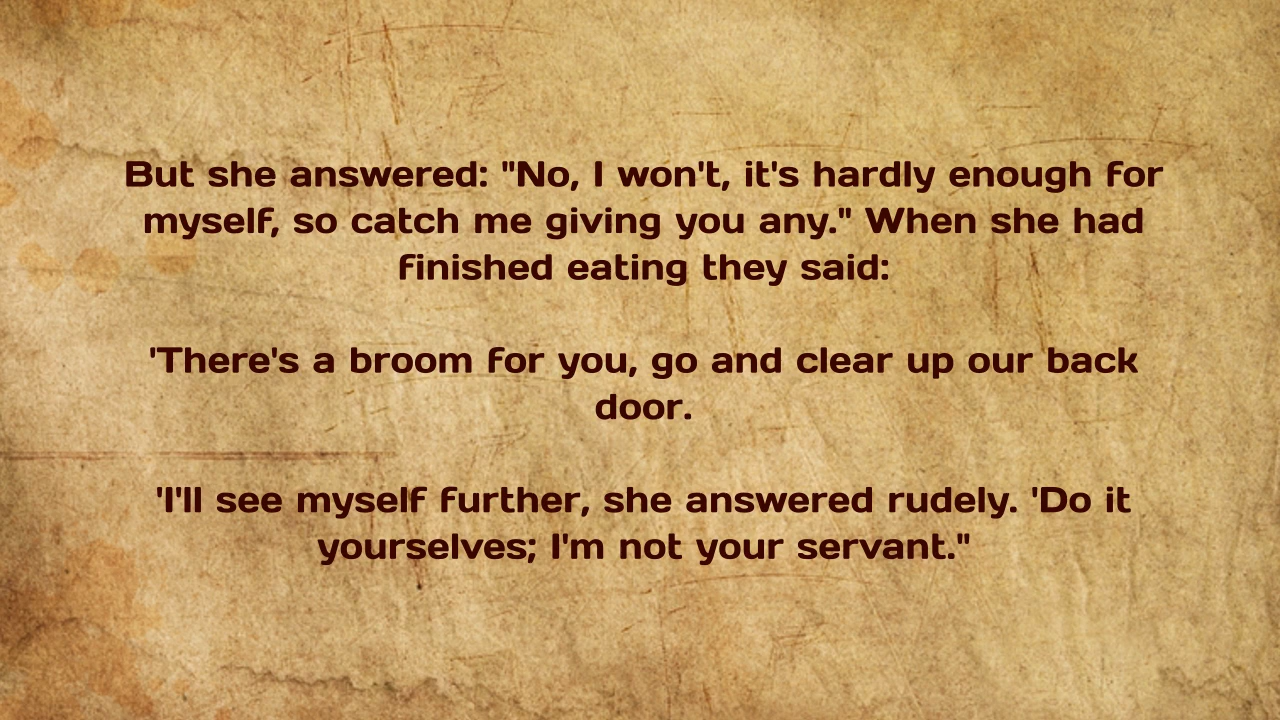 But she answered: "No, I won't, it's hardly enough for
myself, so catch me giving you any." When she had
finished eating they said:
'There's a broom for you, go and clear up our back
door.
'I'll see myself further, she answered rudely. 'Do it
yourselves; I'm not your servant."